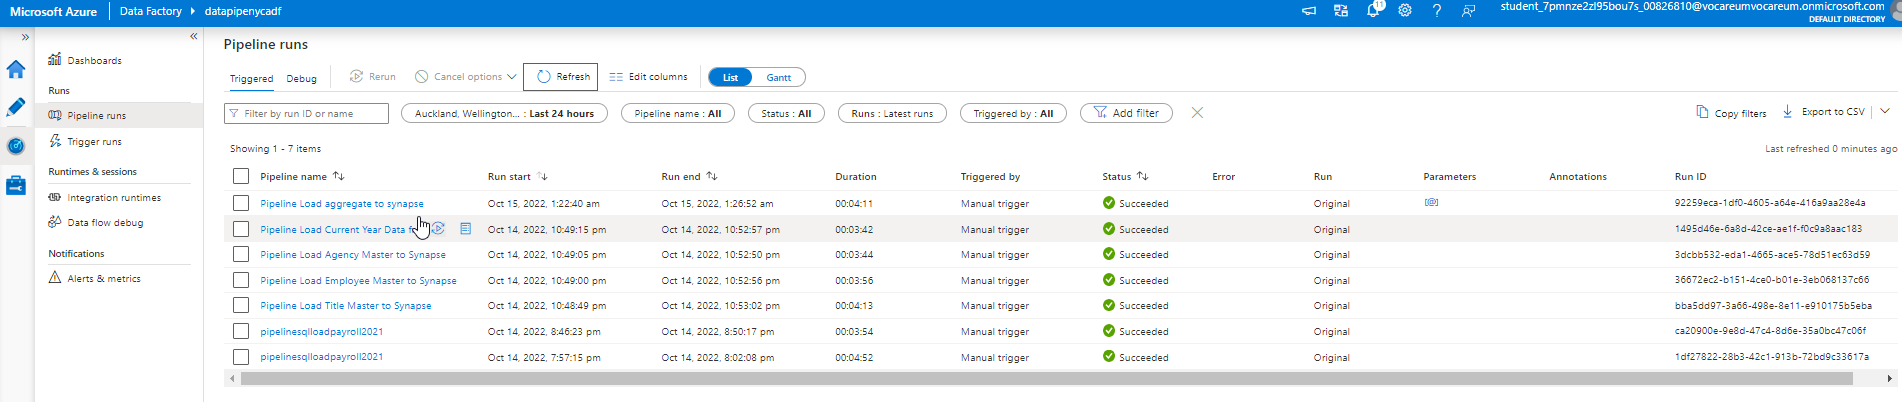 Microsoft Azure Data Factory datapipenycadf 11 student_7pmnze2zl95bou7s_00826810@vocareumvocareum.onmicrosoft.com
DEFAULT DIRECTORY
Dashboards
Runs
Pipeline runs
Trigger runs
Runtimes & sessions
Integration runtimes
Data flow debug
Notifications
Alerts & metrics
Pipeline runs
Triggered Debug Rerun Cancel options Refresh Edit columns List Gantt
Filter by run ID or name Auckland, Wellington... : Last 24 hours Pipeline name : All Status : All Runs : Latest runs Triggered by : All Add filter Copy filters Export to CSV
Showing 1 - 7 items Last refreshed 0 minutes ago
Pipeline name Run start Run end Duration Triggered by Status Error Run Parameters Annotations Run ID
Pipeline Load aggregate to synapse Oct 15, 2022, 1:22:40 am Oct 15, 2022, 1:26:52 am 00:04:11 Manual trigger Succeeded Original [@] 92259eca-1df0-4605-a64e-416a9aa28e4a
Pipeline Load Current Year Data Oct 14, 2022, 10:49:15 pm Oct 14, 2022, 10:52:57 pm 00:03:42 Manual trigger Succeeded Original 1495d46e-6a8d-42ce-ae1f-f0c9a8aac183
Pipeline Load Agency Master to Synapse Oct 14, 2022, 10:49:05 pm Oct 14, 2022, 10:52:50 pm 00:03:44 Manual trigger Succeeded Original 3dcbb532-eda1-4665-ace5-78d51ec63d59
Pipeline Load Employee Master to Synapse Oct 14, 2022, 10:49:00 pm Oct 14, 2022, 10:52:56 pm 00:03:56 Manual trigger Succeeded Original 36672ec2-b151-4ce0-b01e-3eb068137c66
Pipeline Load Title Master to Synapse Oct 14, 2022, 10:48:49 pm Oct 14, 2022, 10:53:02 pm 00:04:13 Manual trigger Succeeded Original bba5dd97-3a66-498e-8e11-e910175b5eba
pipelinesqlloadpayroll2021 Oct 14, 2022, 8:46:23 pm Oct 14, 2022, 8:50:17 pm 00:03:54 Manual trigger Succeeded Original ca20900e-9e8d-47c4-8d6e-35a0bc47c06f
pipelinesqlloadpayroll2021 Oct 14, 2022, 7:57:15 pm Oct 14, 2022, 8:02:08 pm 00:04:52 Manual trigger Succeeded Original 1df27822-28b3-42c1-913b-72bd9c33617a